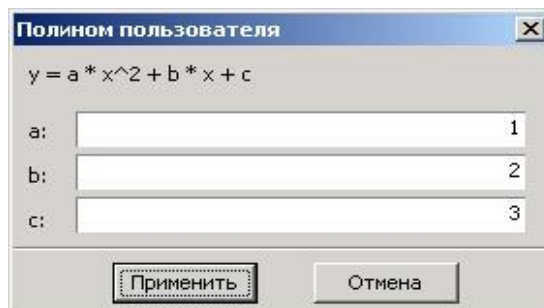 Полином пользователя
y = a * x^2 + b * x + c
a: 1
b: 2
c: 3
Применить Отмена